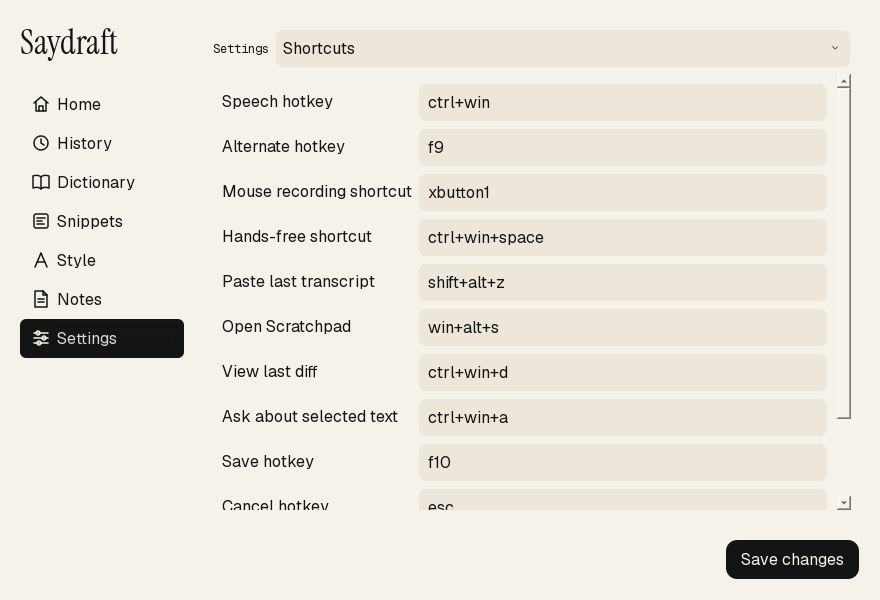 Saydraft
Settings Shortcuts
Home
History
Dictionary
Snippets
Style
Notes
Settings
Speech hotkey ctrl+win
Alternate hotkey f9
Mouse recording shortcut xbutton1
Hands-free shortcut ctrl+win+space
Paste last transcript shift+alt+z
Open Scratchpad win+alt+s
View last diff ctrl+win+d
Ask about selected text ctrl+win+a
Save hotkey f10
Cancel hotkey esc
Save changes